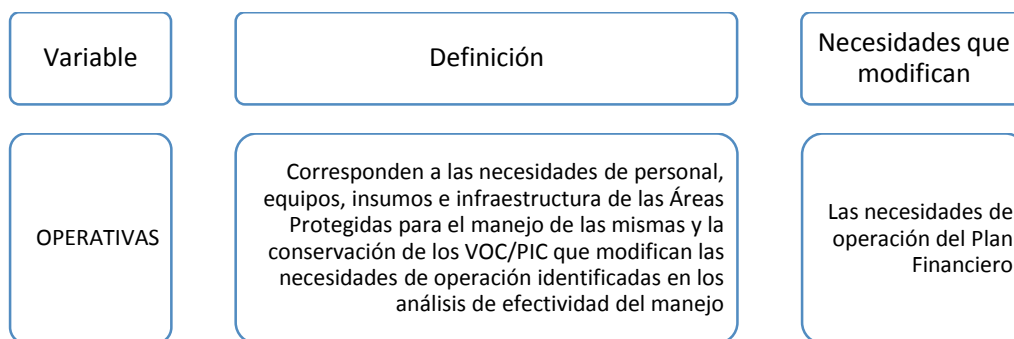 Variable
Definición
Necesidades que
modifican
OPERATIVAS
Corresponden a las necesidades de personal,
equipos, insumos e infraestructura de las Áreas
Protegidas para el manejo de las mismas y la
conservación de los VOC/PIC que modifican las
necesidades de operación identificadas en los
análisis de efectividad del manejo
Las necesidades de
operación del Plan
Financiero